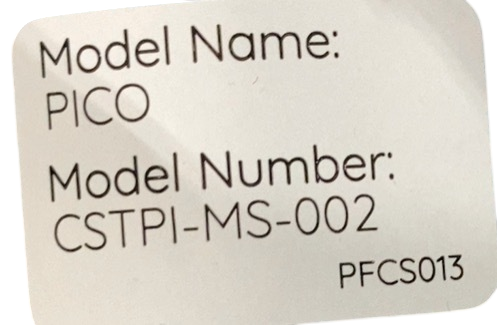 Model Name:
PICO
Model Number:
CSTPI-MS-002
PFCS013